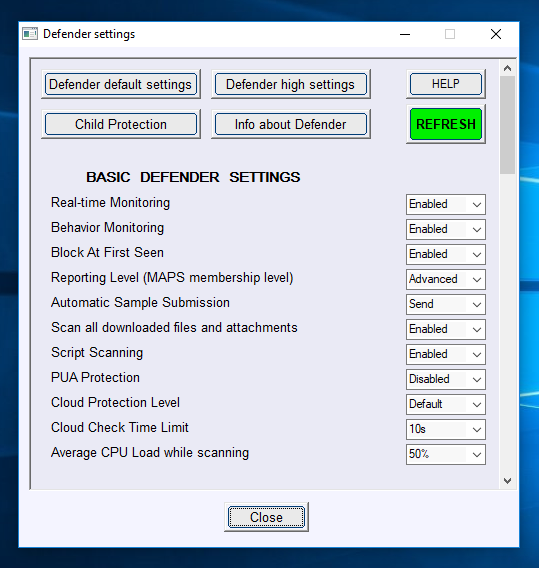 Defender settings
Defender default settings Defender high settings HELP
Child Protection Info about Defender REFRESH
BASIC DEFENDER SETTINGS
Real-time Monitoring Enabled
Behavior Monitoring Enabled
Block At First Seen Enabled
Reporting Level (MAPS membership level) Advanced
Automatic Sample Submission Send
Scan all downloaded files and attachments Enabled
Script Scanning Enabled
PUA Protection Disabled
Cloud Protection Level Default
Cloud Check Time Limit 10s
Average CPU Load while scanning 50%
Close